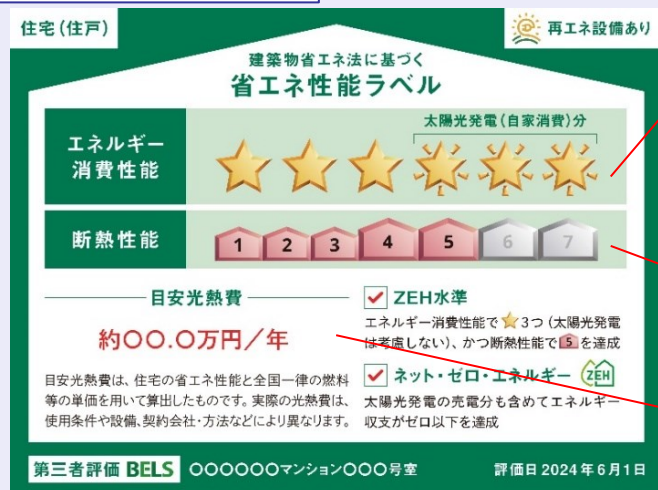 住宅(住戸)
再エネ設備あり
建築物省エネ法に基づく
省エネ性能ラベル
エネルギー
消費性能
太陽光発電(自家消費)分
断熱性能
1 2 3 4 5 6 7
目安光熱費
約〇〇.〇万円/年
目安光熱費は、住宅の省エネ性能と全国一律の燃料
等の単価を用いて算出したものです。実際の光熱費は、
使用条件や設備、契約会社・方法などにより異なります。
ZEH水準
エネルギー消費性能で⭐3つ(太陽光発電
は考慮しない)、かつ断熱性能で5を達成
ネット・ゼロ・エネルギー ZEH
太陽光発電の売電分も含めてエネルギー
収支がゼロ以下を達成
第三者評価 BELS 〇〇〇〇〇〇マンション〇〇〇号室 評価日2024年6月1日